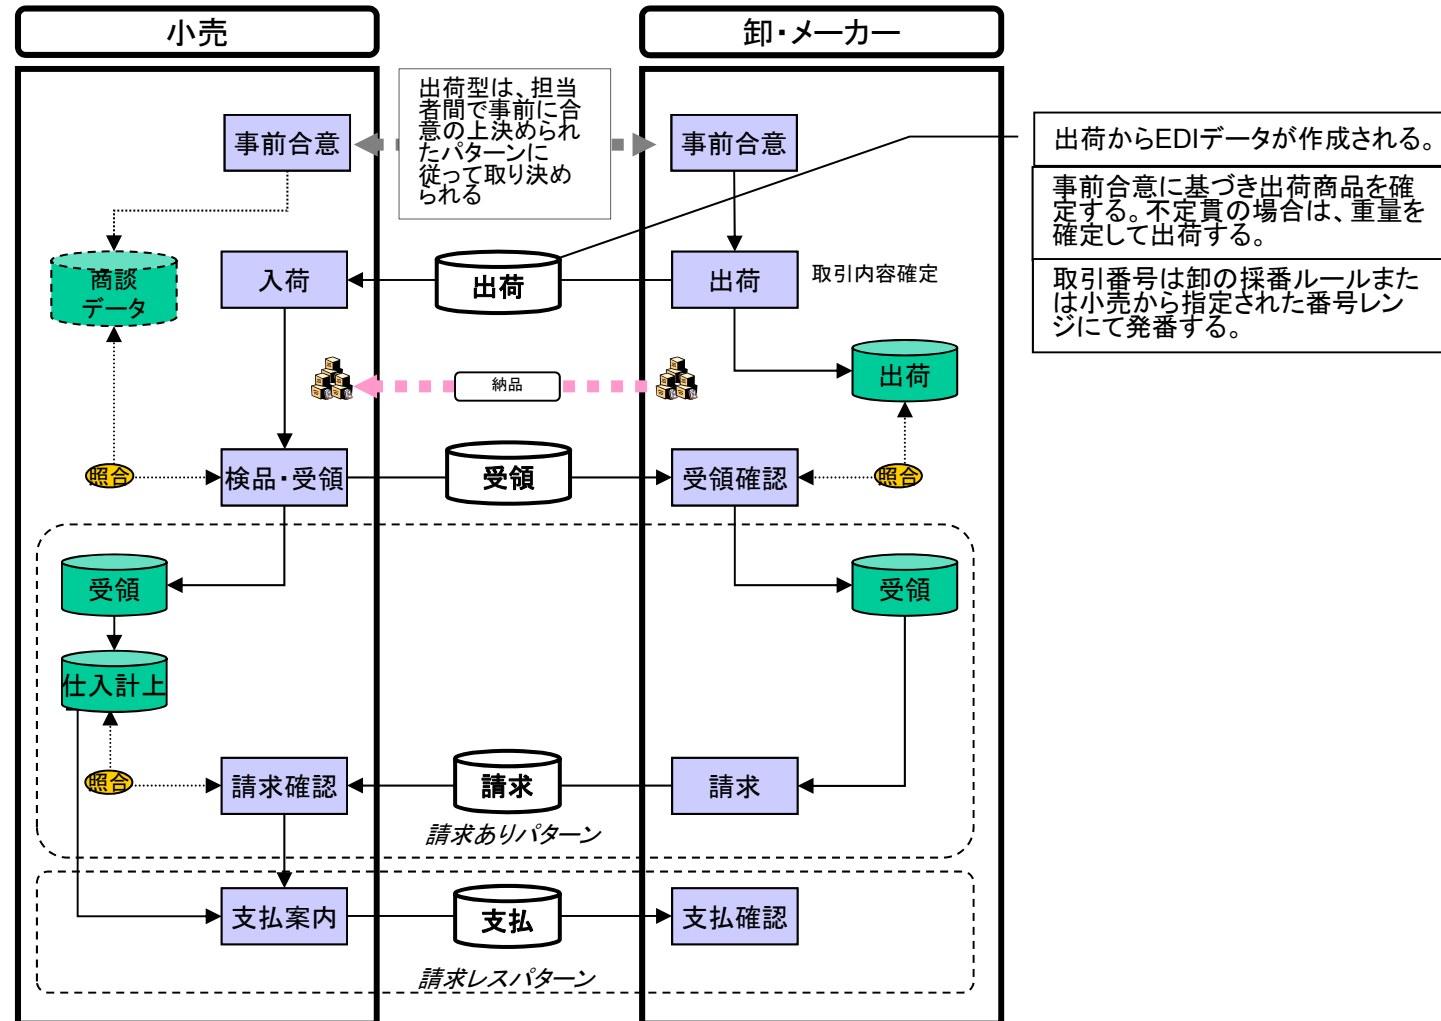 小売
卸・メーカー
出荷型は、担当
者間で事前に合
意の上決められ
たパターンに
従って取り決め
られる
事前合意
事前合意
出荷からEDIデータが作成される。
事前合意に基づき出荷商品を確
定する。不定貫の場合は、重量を
確定して出荷する。
取引番号は卸の採番ルールまた
は小売から指定された番号レン
ジにて発番する。
商談
データ
入荷
出荷
出荷
取引内容確定
出荷
納品
照合
検品・受領
受領
受領確認
照合
受領
受領
仕入計上
照合
請求確認
請求
請求
請求ありパターン
支払案内
支払
支払確認
請求レスパターン